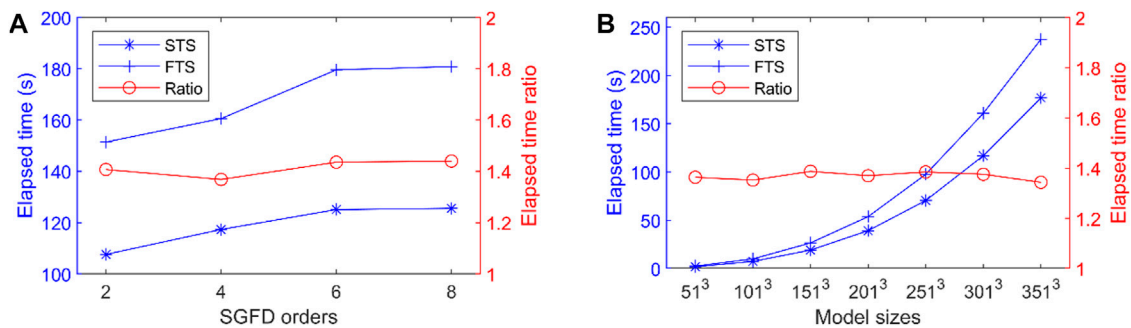 A
Elapsed time (s)
200
180
160
140
120
100
STS
FTS
Ratio
2
1.8
1.6
1.4
1.2
1
Elapsed time ratio
2 4 6 8
SGFD orders
B
Elapsed time (s)
250
200
150
100
50
0
STS
FTS
Ratio
2
1.8
1.6
1.4
1.2
1
Elapsed time ratio
51³ 101³ 151³ 201³ 251³ 301³ 351³
Model sizes